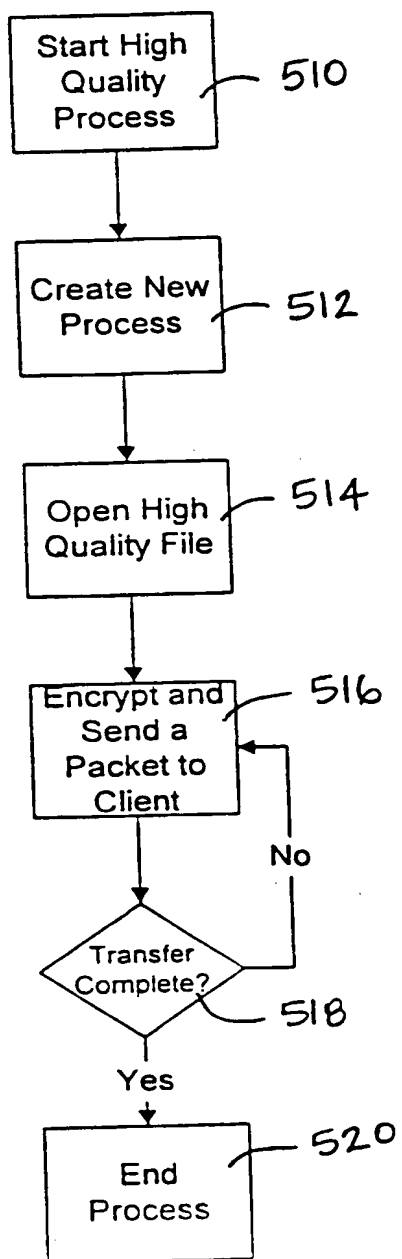 Start High
Quality
Process
510
Create New
Process
512
Open High
Quality File
514
Encrypt and
Send a
Packet to
Client
516
No
Transfer
Complete?
518
Yes
End
Process
520